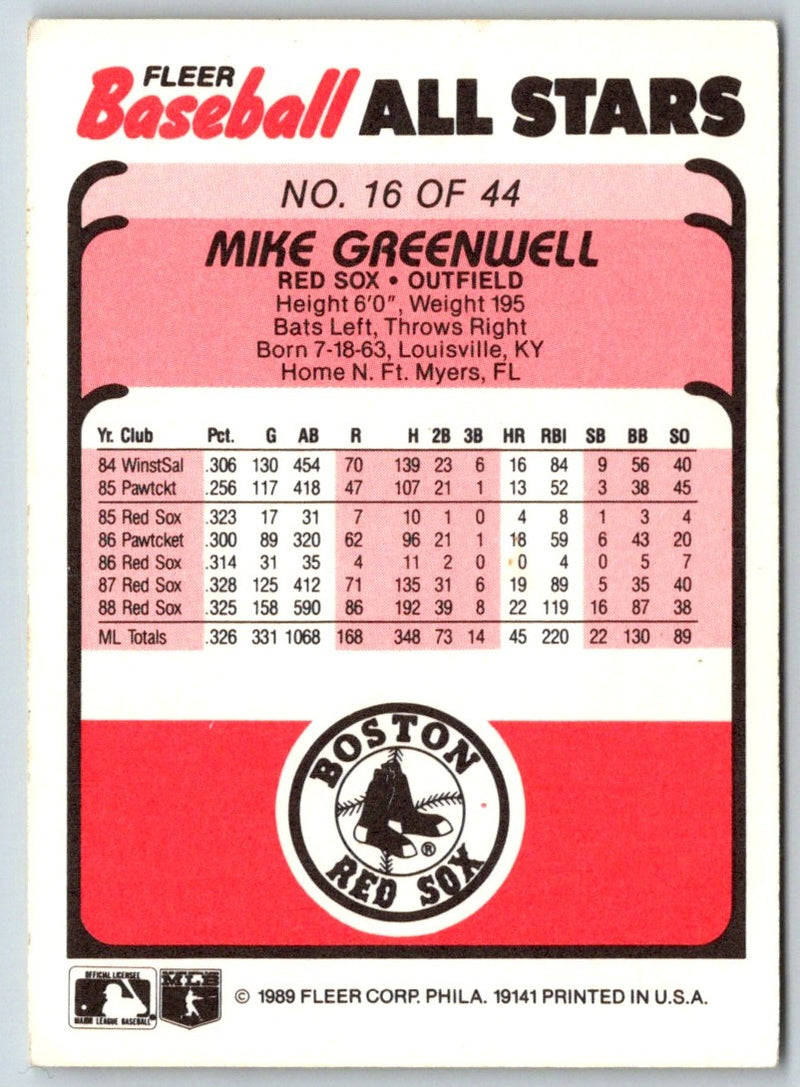 FLEER
Baseball ALL STARS
NO. 16 OF 44
MIKE GREENWELL
RED SOX • OUTFIELD
Height 6'0", Weight 195
Bats Left, Throws Right
Born 7-18-63, Louisville, KY
Home N. Ft. Myers, FL
Yr. Club Pct. G AB R H 2B 3B HR RBI SB BB SO
84 WinstSal .306 130 454 70 139 23 6 16 84 9 56 40
85 Pawtckt .256 117 418 47 107 21 1 13 52 3 38 45
85 Red Sox .323 17 31 7 10 1 0 4 8 1 3 4
86 Pawtcket .300 89 320 62 96 21 1 18 59 6 43 20
86 Red Sox .314 31 35 4 11 2 0 0 4 0 5 7
87 Red Sox .328 125 412 71 135 31 6 19 89 5 35 40
88 Red Sox .325 158 590 86 192 39 8 22 119 16 87 38
ML Totals .326 331 1068 168 348 73 14 45 220 22 130 89
BOSTON
®
RED SOX
OFFICIAL LICENSEE
MAJOR LEAGUE BASEBALL
MLB
© 1989 FLEER CORP. PHILA. 19141 PRINTED IN U.S.A.